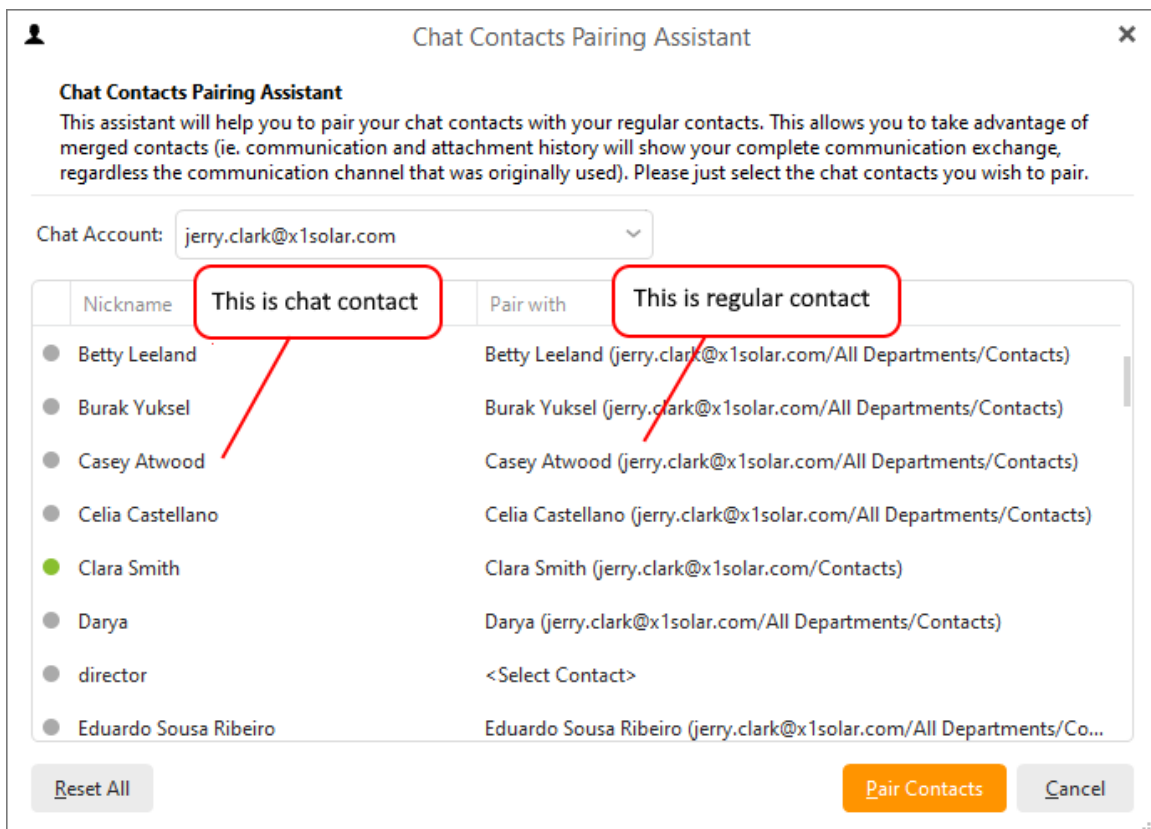 Chat Contacts Pairing Assistant
Chat Contacts Pairing Assistant
This assistant will help you to pair your chat contacts with your regular contacts. This allows you to take advantage of
merged contacts (ie. communication and attachment history will show your complete communication exchange,
regardless the communication channel that was originally used). Please just select the chat contacts you wish to pair.
Chat Account: jerry.clark@x1solar.com
Nickname This is chat contact Pair with This is regular contact
Betty Leeland Betty Leeland (jerry.clark@x1solar.com/All Departments/Contacts)
Burak Yuksel Burak Yuksel (jerry.clark@x1solar.com/All Departments/Contacts)
Casey Atwood Casey Atwood (jerry.clark@x1solar.com/All Departments/Contacts)
Celia Castellano Celia Castellano (jerry.clark@x1solar.com/All Departments/Contacts)
Clara Smith Clara Smith (jerry.clark@x1solar.com/Contacts)
Darya Darya (jerry.clark@x1solar.com/All Departments/Contacts)
director <Select Contact>
Eduardo Sousa Ribeiro Eduardo Sousa Ribeiro (jerry.clark@x1solar.com/All Departments/Co...
Reset All Pair Contacts Cancel